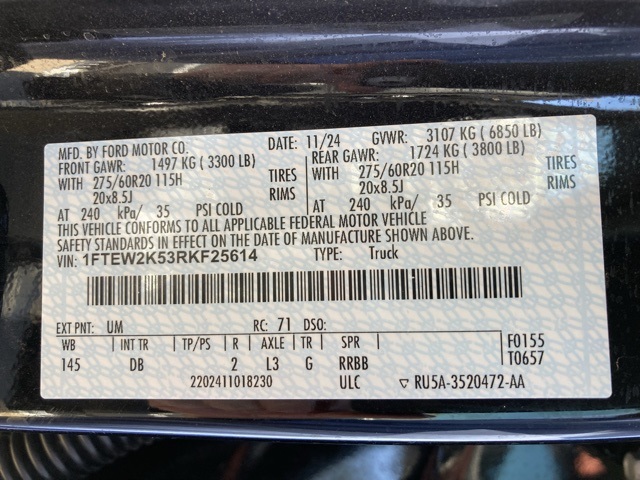 MFD. BY FORD MOTOR CO. DATE: 11/24 GVWR: 3107 KG ( 6850 LB)
FRONT GAWR: 1497 KG ( 3300 LB) REAR GAWR: 1724 KG ( 3800 LB)
WITH 275/60R20 115H TIRES WITH 275/60R20 115H TIRES
20x8.5J RIMS 20x8.5J RIMS
AT 240 kPa/ 35 PSI COLD AT 240 kPa/ 35 PSI COLD
THIS VEHICLE CONFORMS TO ALL APPLICABLE FEDERAL MOTOR VEHICLE
SAFETY STANDARDS IN EFFECT ON THE DATE OF MANUFACTURE SHOWN ABOVE.
VIN: 1FTEW2K53RKF25614 TYPE: Truck
EXT PNT: UM RC: 71 DSO:
WB INT TR TP/PS R AXLE TR SPR F0155
145 DB 2 L3 G RRBB T0657
2202411018230 ULC ▽ RU5A-3520472-AA